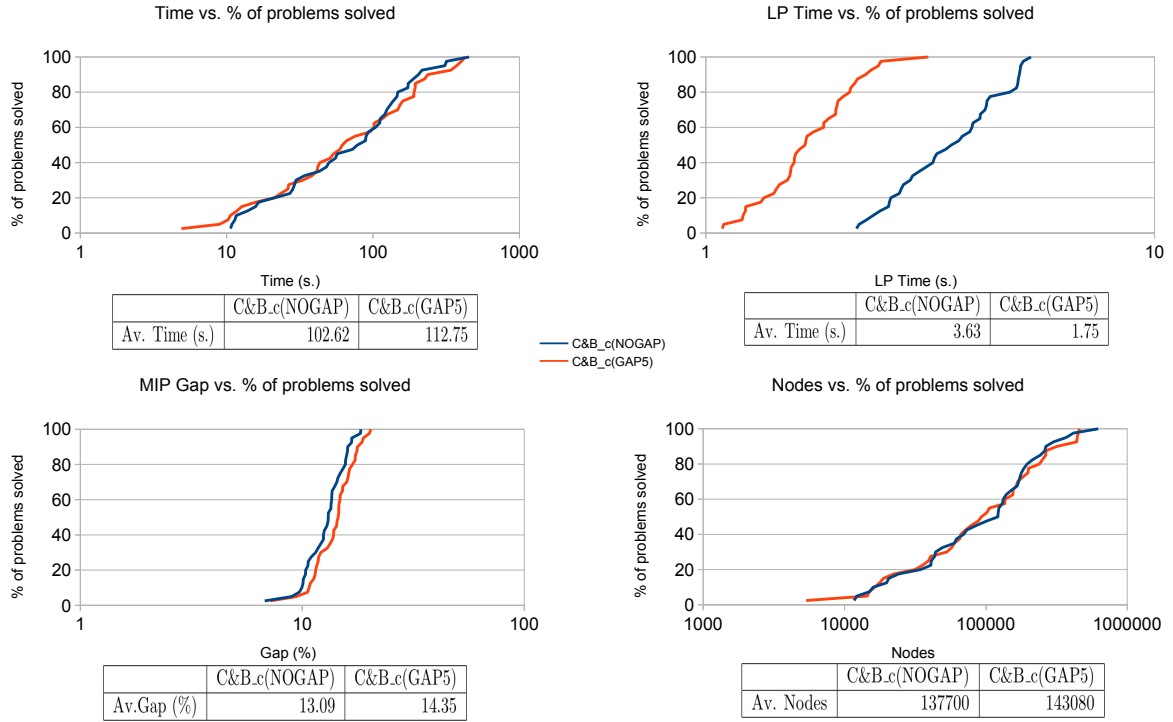 Time vs. % of problems solved
% of problems solved
100
80
60
40
20
0
1 10 100 1000
Time (s.)
C&B_c(NOGAP) C&B_c(GAP5)
Av. Time (s.) 102.62 112.75
LP Time vs. % of problems solved
% of problems solved
100
80
60
40
20
0
1 10
LP Time (s.)
C&B_c(NOGAP) C&B_c(GAP5)
Av. Time (s.) 3.63 1.75
C&B_c(NOGAP)
C&B_c(GAP5)
MIP Gap vs. % of problems solved
% of problems solved
100
80
60
40
20
0
1 10 100
Gap (%)
C&B_c(NOGAP) C&B_c(GAP5)
Av.Gap (%) 13.09 14.35
Nodes vs. % of problems solved
% of problems solved
100
80
60
40
20
0
1000 10000 100000 1000000
Nodes
C&B_c(NOGAP) C&B_c(GAP5)
Av. Nodes 137700 143080